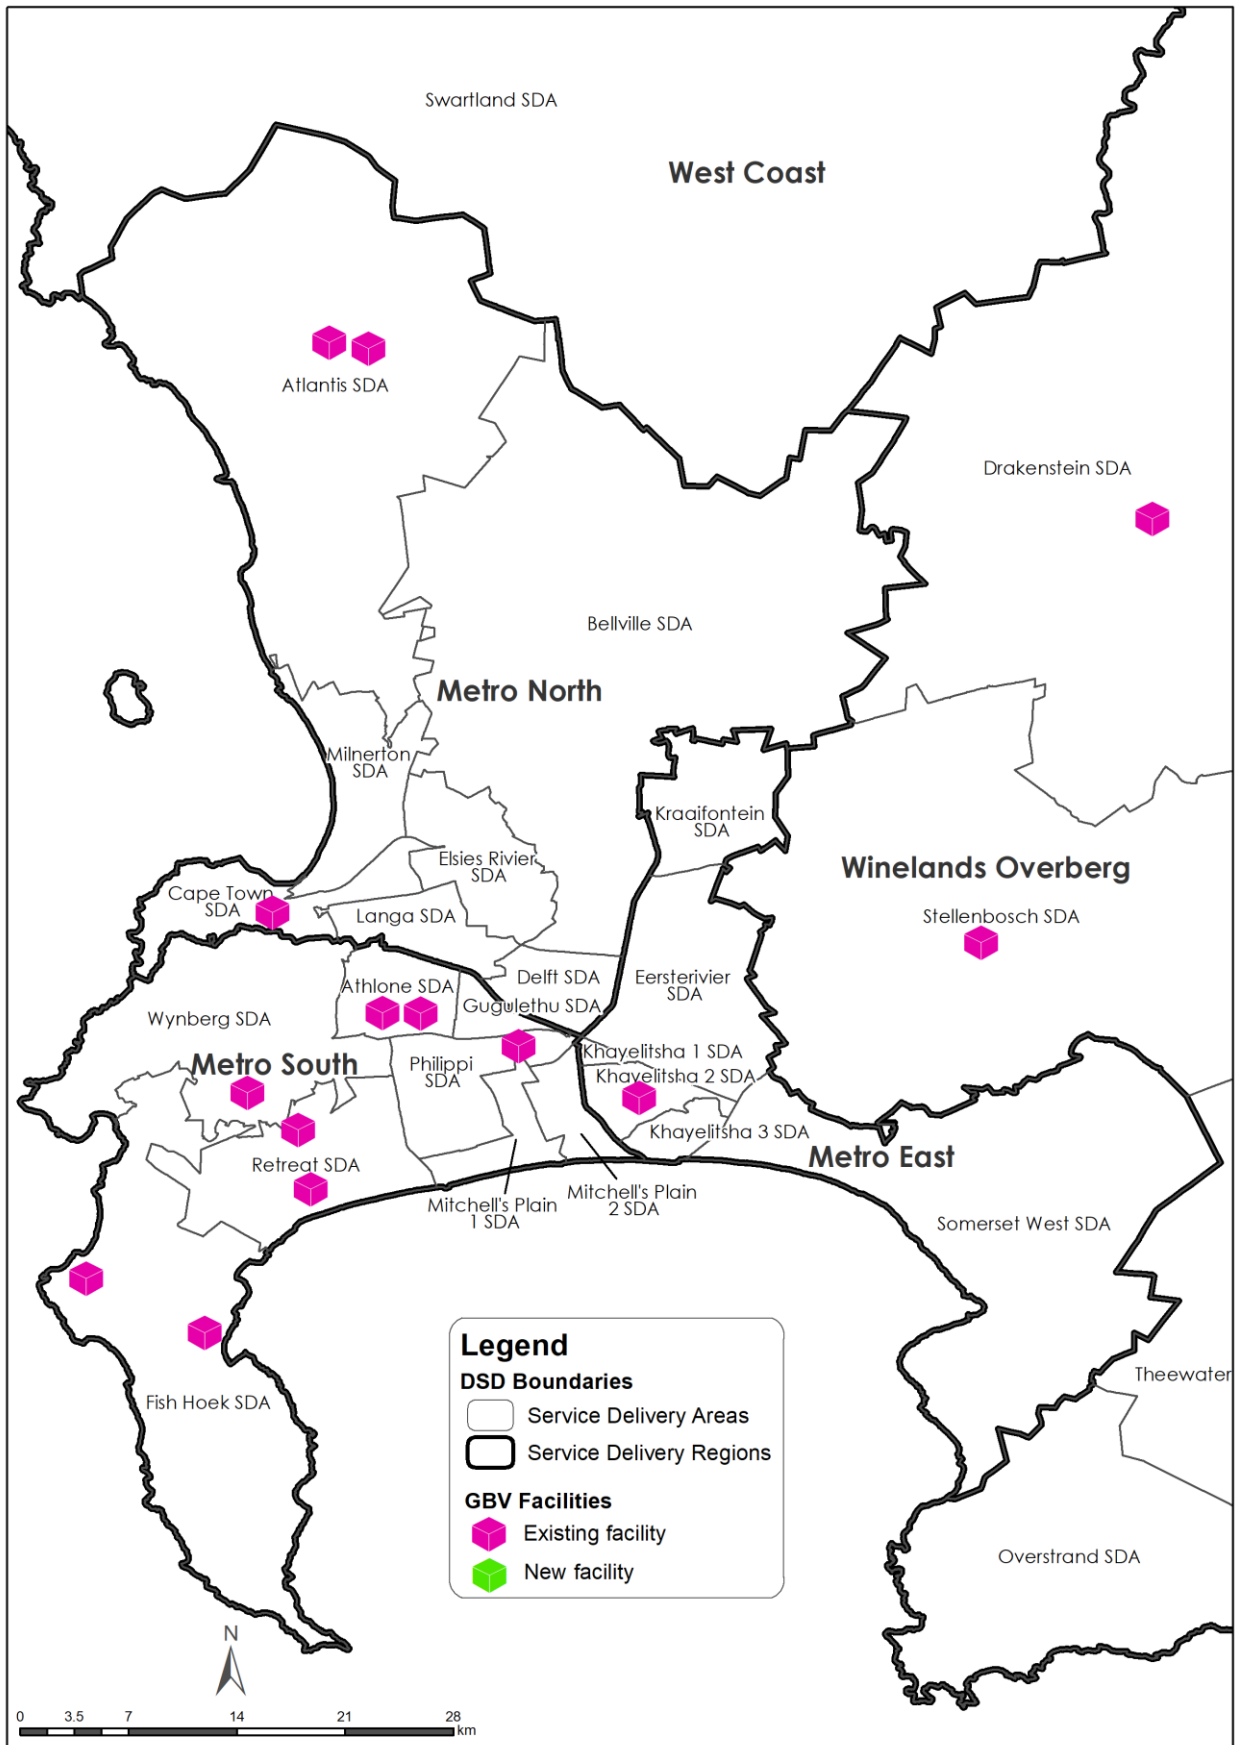 Swartland SDA
West Coast
Atlantis SDA
Drakenstein SDA
Bellville SDA
Metro North
Milnerton
SDA
Kraaifontein
SDA
Elsies Rivier
SDA
Winelands Overberg
Cape Town
SDA
Langa SDA
Stellenbosch SDA
Athlone SDA
Delft SDA
Eersterivier
SDA
Gugulethu SDA
Wynberg SDA
Metro South
Philippi
SDA
Khayelitsha 1 SDA
Khayelitsha 2 SDA
Khayelitsha 3 SDA
Metro East
Retreat SDA
Mitchell's Plain
1 SDA
Mitchell's Plain
2 SDA
Somerset West SDA
Theewater
Fish Hoek SDA
Overstrand SDA
Legend
DSD Boundaries
Service Delivery Areas
Service Delivery Regions
GBV Facilities
Existing facility
New facility
N
0 3.5 7 14 21 28
km